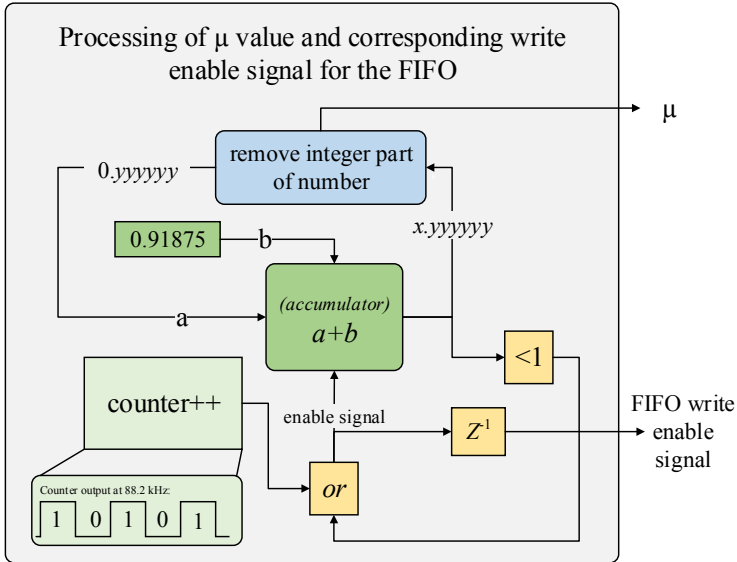 Processing of μ value and corresponding write
enable signal for the FIFO
μ
remove integer part
of number
0.yyyyyy
x.yyyyyy
0.91875
b
(accumulator)
a+b
a
<1
counter++
enable signal
Z-1
FIFO write
enable
signal
or
Counter output at 88.2 kHz:
1 0 1 0 1